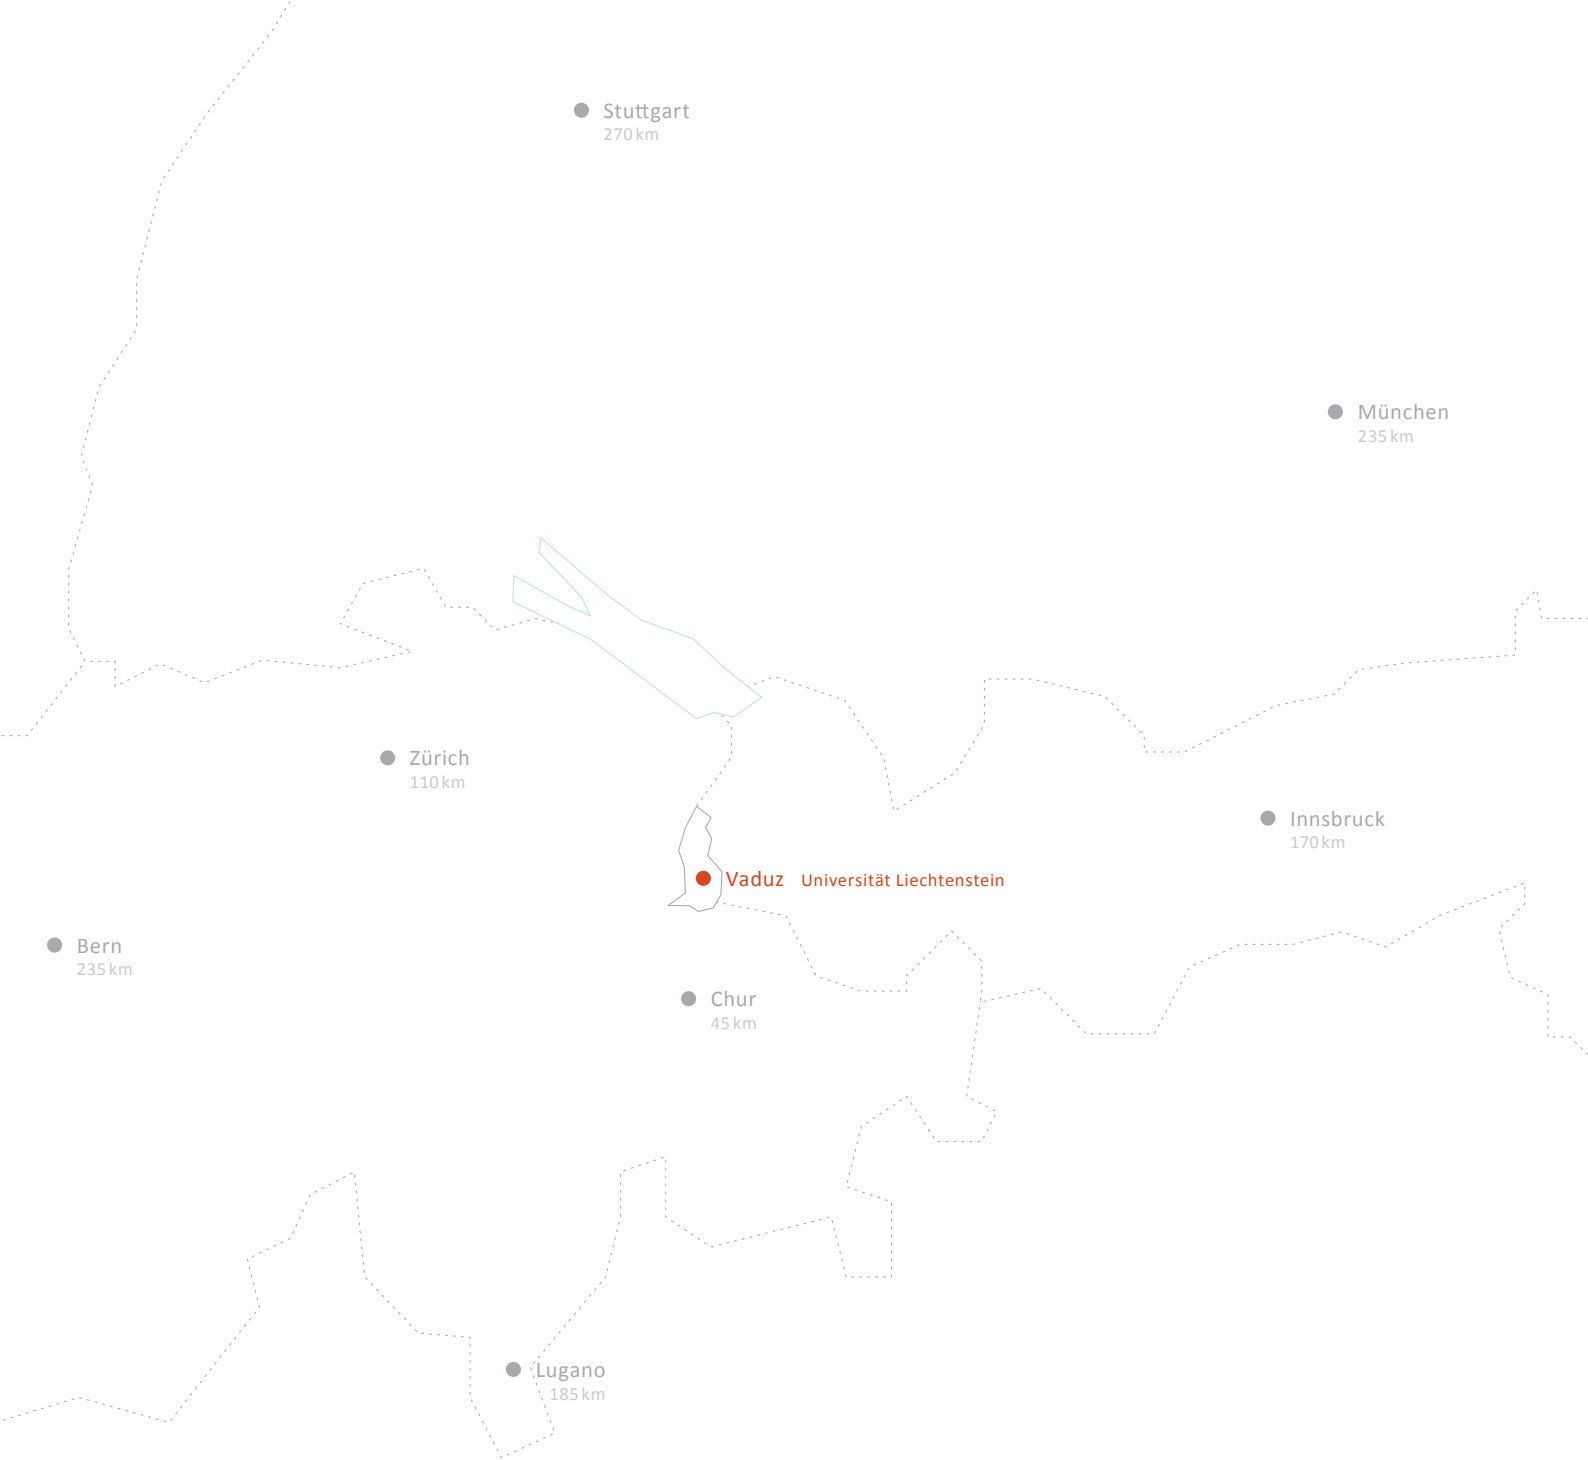 Stuttgart
270 km
München
235 km
Zürich
110 km
Innsbruck
170 km
Vaduz Universität Liechtenstein
Bern
235 km
Chur
45 km
Lugano
185 km